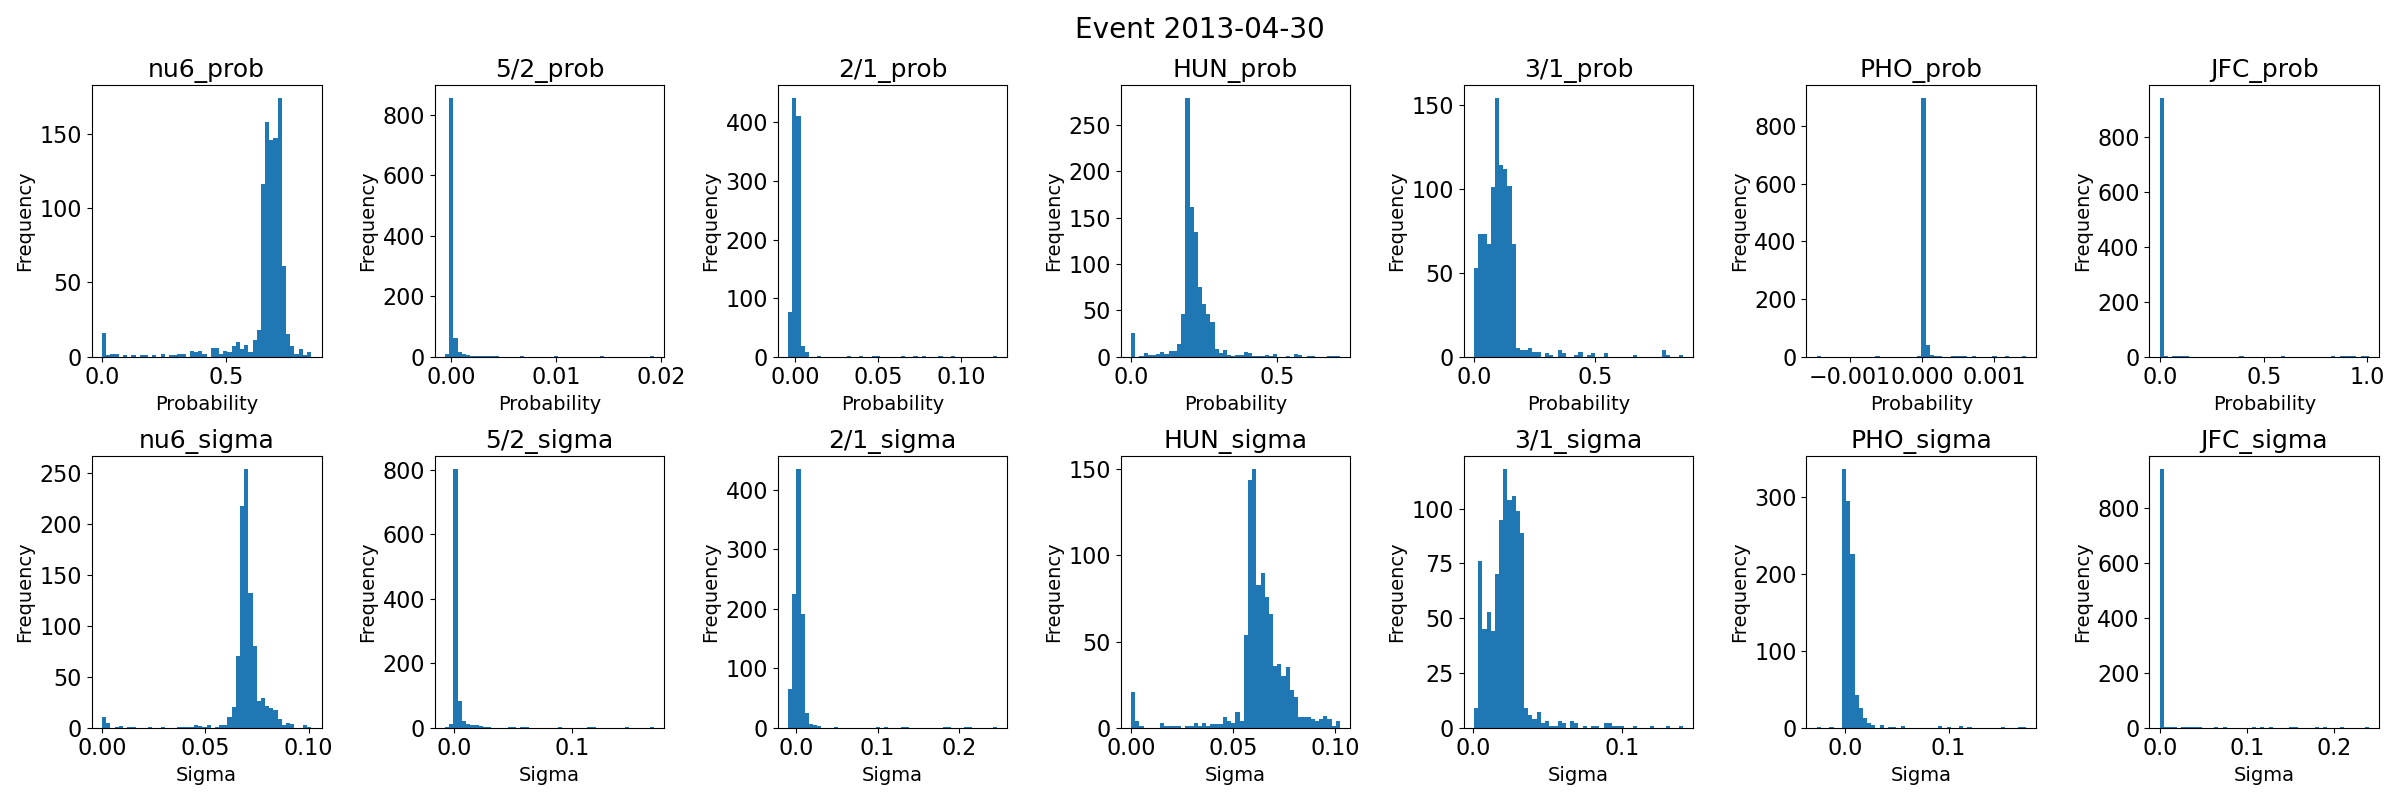 Event 2013-04-30
nu6_prob 5/2_prob 2/1_prob HUN_prob 3/1_prob PHO_prob JFC_prob
Frequency Frequency Frequency Frequency Frequency Frequency Frequency
150 100 50 0
800 600 400 200 0
400 300 200 100 0
250 200 150 100 50 0
150 100 50 0
800 600 400 200 0
800 600 400 200 0
0.0 0.5 0.00 0.01 0.02 0.00 0.05 0.10 0.0 0.5 0.0 0.5 −0.001 0.000 0.001 0.0 0.5 1.0
Probability Probability Probability Probability Probability Probability Probability
nu6_sigma 5/2_sigma 2/1_sigma HUN_sigma 3/1_sigma PHO_sigma JFC_sigma
Frequency Frequency Frequency Frequency Frequency Frequency Frequency
250 200 150 100 50 0
800 600 400 200 0
400 300 200 100 0
150 100 50 0
100 75 50 25 0
300 200 100 0
800 600 400 200 0
0.00 0.05 0.10 0.0 0.1 0.0 0.1 0.2 0.00 0.05 0.10 0.0 0.1 0.0 0.1 0.0 0.1 0.2
Sigma Sigma Sigma Sigma Sigma Sigma Sigma